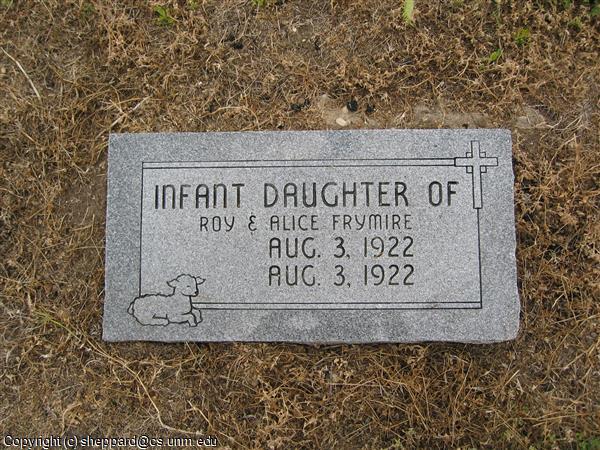 INFANT DAUGHTER OF
ROY & ALICE FRYMIRE
AUG. 3, 1922
AUG. 3, 1922
Copyright (c) sheppard@cs.unm.edu